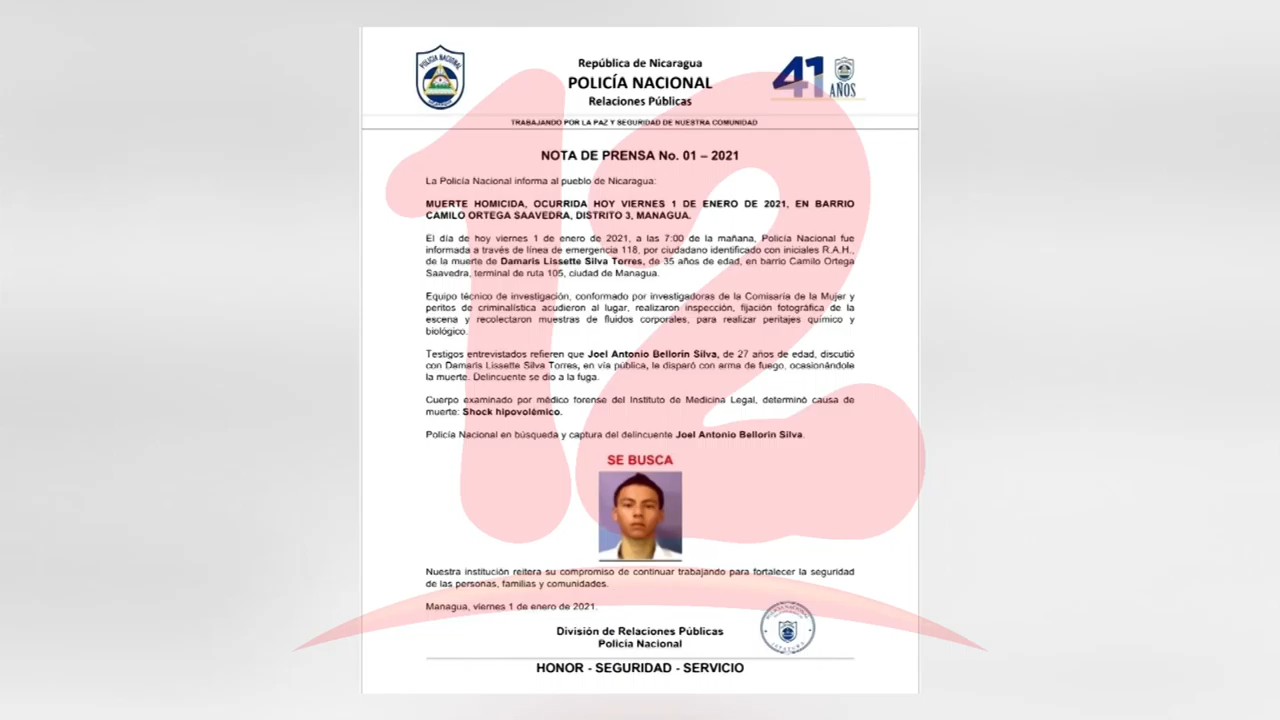 República de Nicaragua
POLICÍA NACIONAL
Relaciones Públicas
POLICIA NACIONAL
41
AÑOS
TRABAJANDO POR LA PAZ Y SEGURIDAD DE NUESTRA COMUNIDAD
12
NOTA DE PRENSA No. 01 – 2021
La Policía Nacional informa al pueblo de Nicaragua:
MUERTE HOMICIDA, OCURRIDA HOY VIERNES 1 DE ENERO DE 2021, EN BARRIO
CAMILO ORTEGA SAAVEDRA, DISTRITO 3, MANAGUA.
El día de hoy viernes 1 de enero de 2021, a las 7:00 de la mañana, Policía Nacional fue
informada a través de línea de emergencia 118, por ciudadano identificado con iniciales R.A.H.,
de la muerte de Damaris Lissette Silva Torres, de 35 años de edad, en barrio Camilo Ortega
Saavedra, terminal de ruta 105, ciudad de Managua.
Equipo técnico de investigación, conformado por investigadoras de la Comisaría de la Mujer y
peritos de criminalística acudieron al lugar, realizaron inspección, fijación fotográfica de la
escena y recolectaron muestras de fluidos corporales, para realizar peritajes químico y
biológico.
Testigos entrevistados refieren que Joel Antonio Bellorin Silva, de 27 años de edad, discutió
con Damaris Lissette Silva Torres, en vía pública, le disparó con arma de fuego, ocasionándole
la muerte. Delincuente se dio a la fuga.
Cuerpo examinado por médico forense del Instituto de Medicina Legal, determinó causa de
muerte: Shock hipovolémico.
Policía Nacional en búsqueda y captura del delincuente Joel Antonio Bellorin Silva.
SE BUSCA
Nuestra institución reitera su compromiso de continuar trabajando para fortalecer la seguridad
de las personas, familias y comunidades.
Managua, viernes 1 de enero de 2021.
División de Relaciones Públicas
Policía Nacional
HONOR - SEGURIDAD - SERVICIO